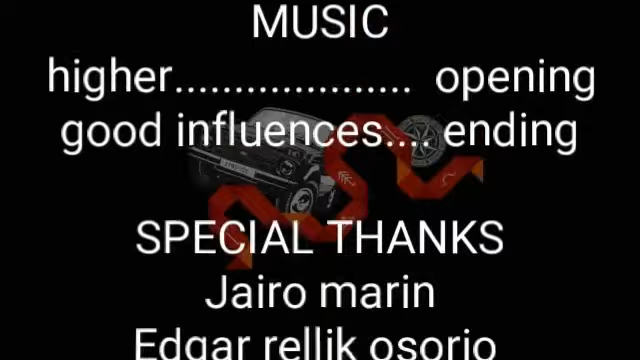 MUSIC
higher.................... opening
good influences.... ending
SPECIAL THANKS
Jairo marin
Edgar rellik osorio